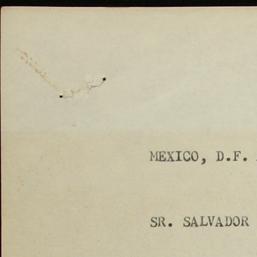 MEXICO, D.F.
SR. SALVADOR